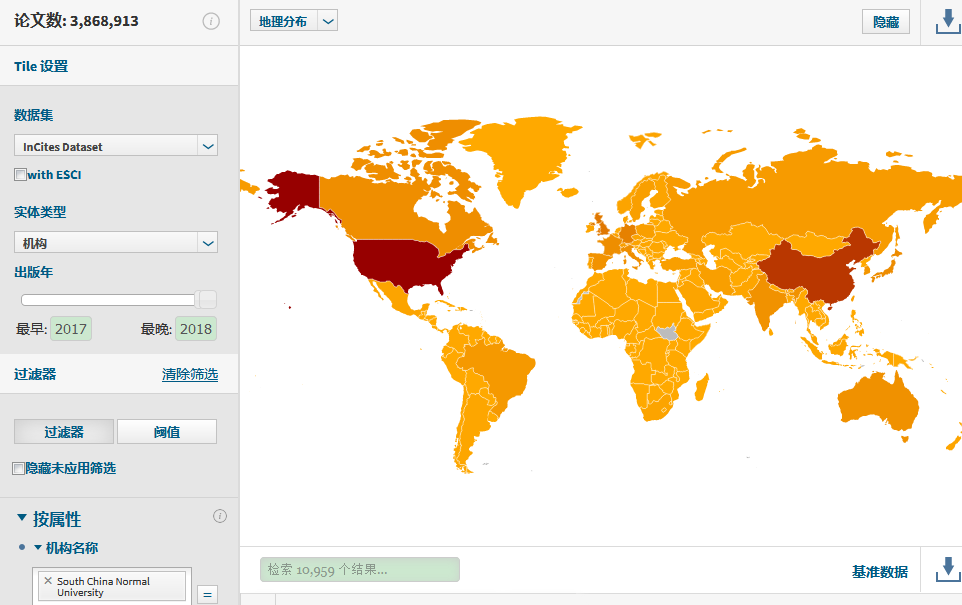 论文数: 3,868,913
地理分布
隐藏
Tile 设置
数据集
InCites Dataset
with ESCI
实体类型
机构
出版年
最早: 2017 最晚: 2018
过滤器 清除筛选
过滤器 阈值
隐藏未应用筛选
按属性
机构名称
South China Normal
University
检索 10,959 个结果...
基准数据